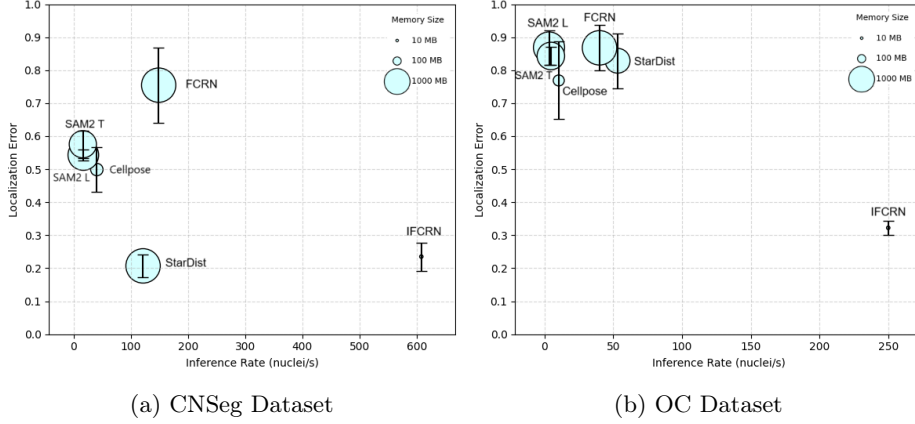 1.0
0.9
0.8
0.7
0.6
0.5
0.4
0.3
0.2
0.1
0.0
Localization Error
0 100 200 300 400 500 600
Inference Rate (nuclei/s)
Memory Size
10 MB
100 MB
1000 MB
FCRN
SAM2 T
SAM2 L
Cellpose
StarDist
IFCRN
(a) CNSeg Dataset
1.0
0.9
0.8
0.7
0.6
0.5
0.4
0.3
0.2
0.1
0.0
Localization Error
0 50 100 150 200 250
Inference Rate (nuclei/s)
Memory Size
10 MB
100 MB
1000 MB
SAM2 L
FCRN
StarDist
SAM2 T
Cellpose
IFCRN
(b) OC Dataset